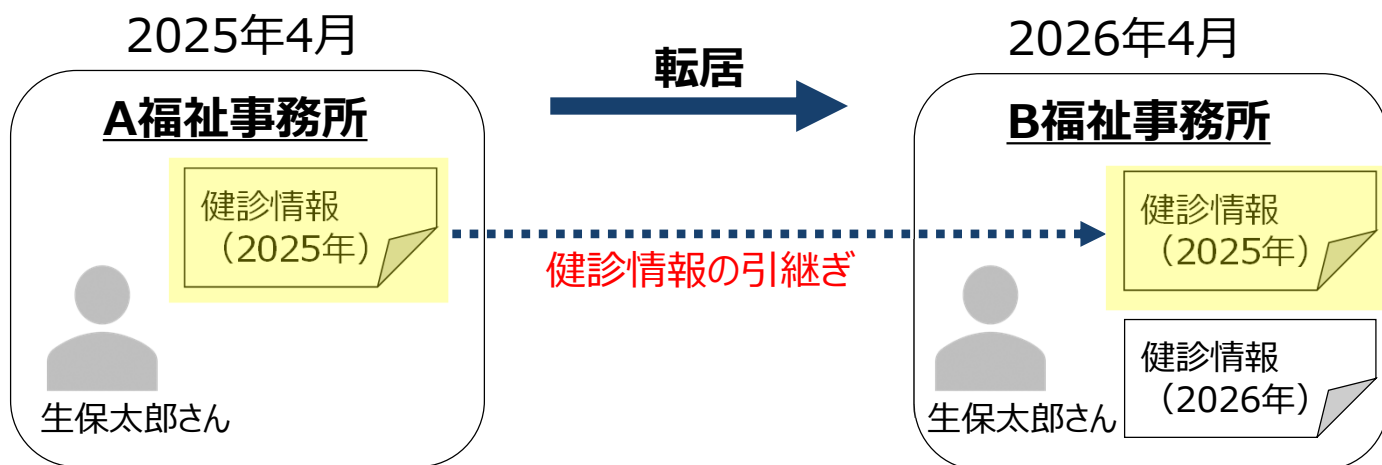 2025年4月
A福祉事務所
健診情報
（2025年）
生保太郎さん
転居
健診情報の引継ぎ
2026年4月
B福祉事務所
健診情報
（2025年）
健診情報
（2026年）
生保太郎さん